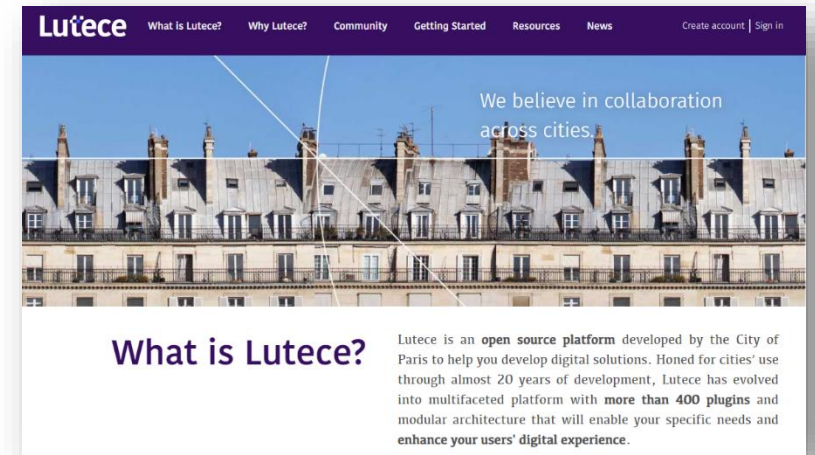 Lutece What is Lutece? Why Lutece? Community Getting Started Resources News Create account | Sign in
We believe in collaboration
across cities.
What is Lutece?
Lutece is an open source platform developed by the City of
Paris to help you develop digital solutions. Honed for cities' use
through almost 20 years of development, Lutece has evolved
into multifaceted platform with more than 400 plugins and
modular architecture that will enable your specific needs and
enhance your users' digital experience.